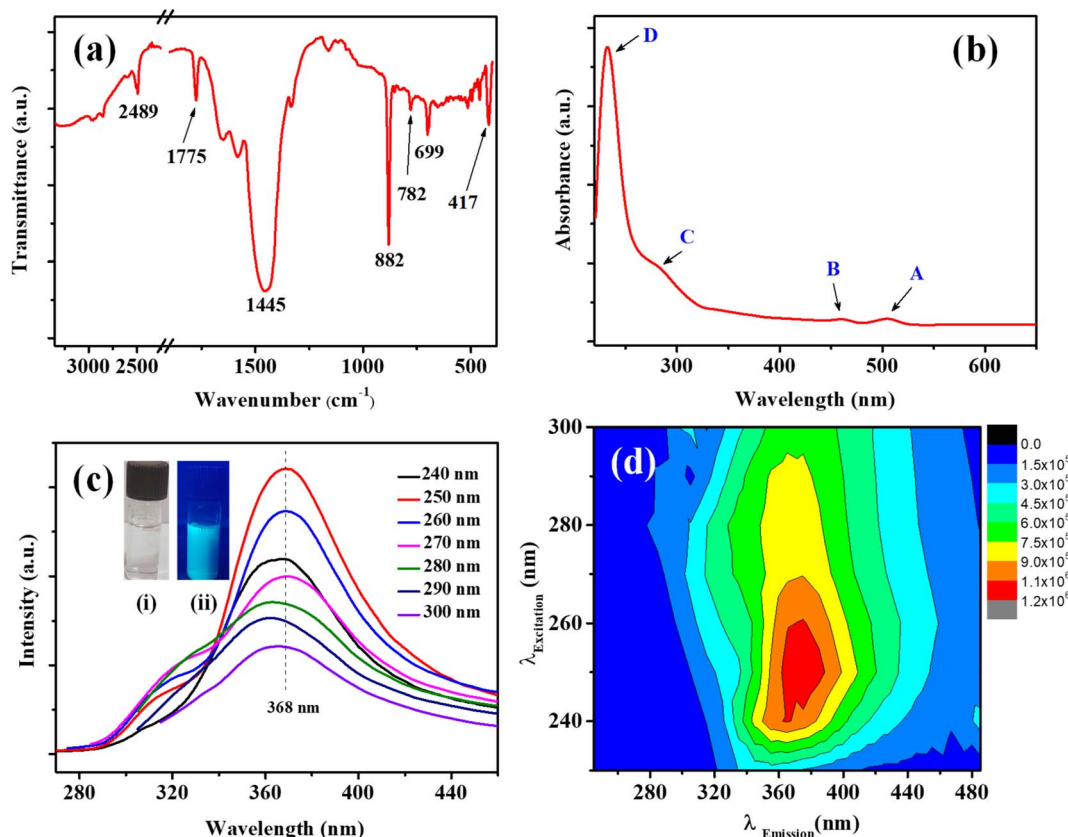 (a)
Transmittance (a.u.)
2489
1775
1445
882
782
699
417
3000 2500 1500 1000 500
Wavenumber (cm⁻¹)
(b)
Absorbance (a.u.)
D
C
B
A
300 400 500 600
Wavelength (nm)
(c)
Intensity (a.u.)
(i) (ii)
240 nm
250 nm
260 nm
270 nm
280 nm
290 nm
300 nm
368 nm
280 320 360 400 440
Wavelength (nm)
(d)
λ Excitation (nm)
300
280
260
240
280 320 360 400 440 480
λ Emission (nm)
0.0
1.5x10⁵
3.0x10⁵
4.5x10⁵
6.0x10⁵
7.5x10⁵
9.0x10⁵
1.1x10⁶
1.2x10⁶